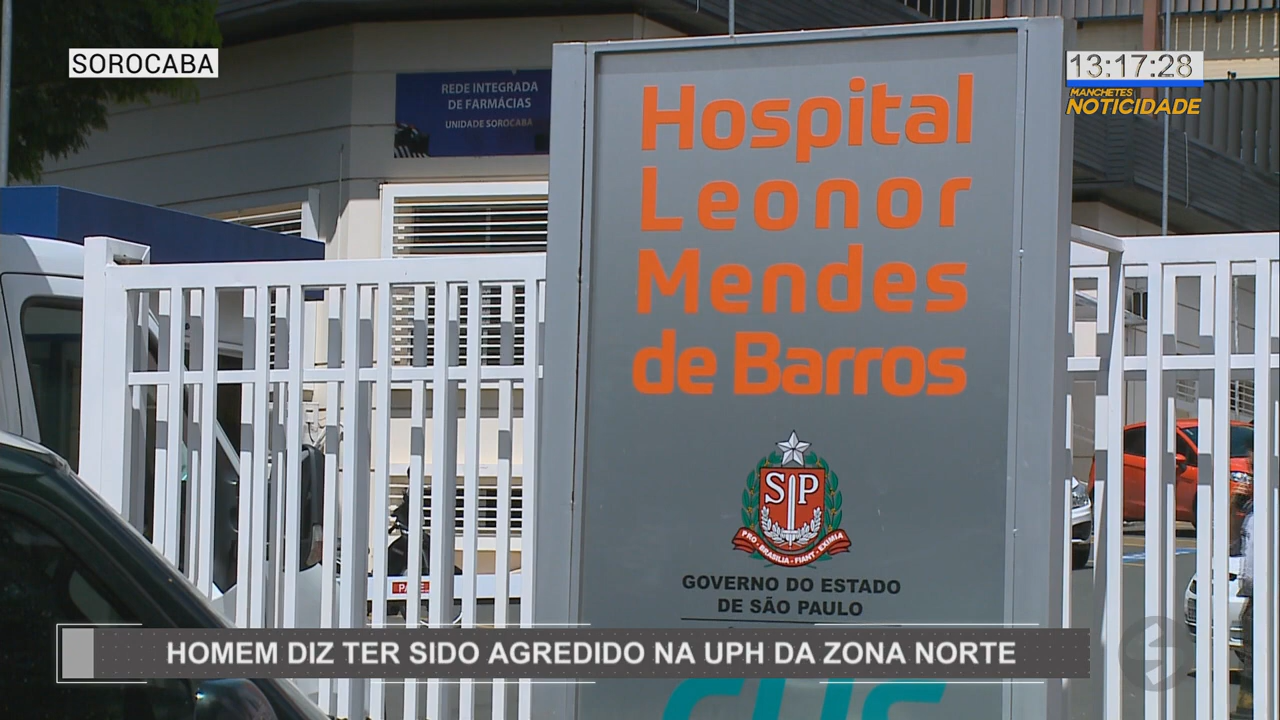 SOROCABA
13:17:28
MANCHETES
NOTICIDADE
REDE INTEGRADA
DE FARMÁCIAS
UNIDADE SOROCABA
Hospital
Leonor
Mendes
de Barros
SP
PRO · BRASILIA · FIANT · EXIMIA
GOVERNO DO ESTADO
DE SÃO PAULO
HOMEM DIZ TER SIDO AGREDIDO NA UPH DA ZONA NORTE